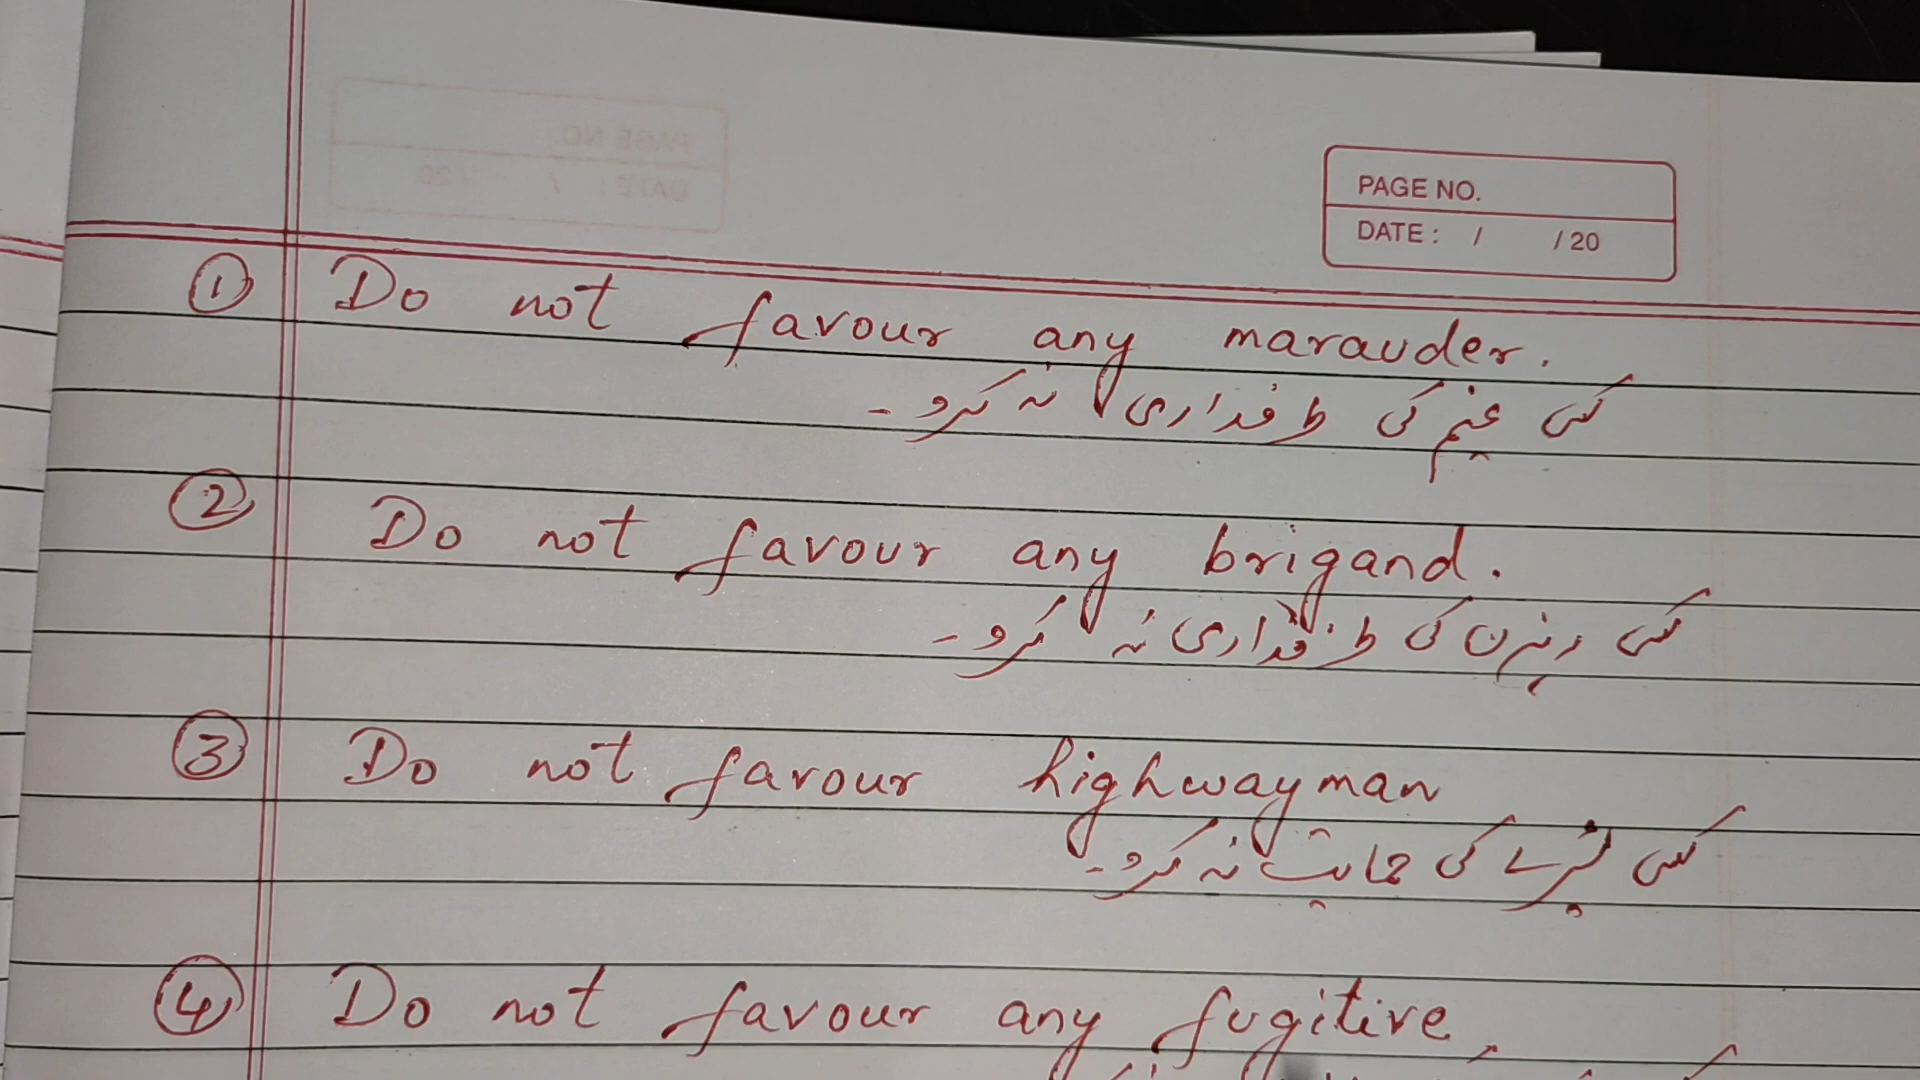 PAGE NO.
DATE : / / 20
① Do not favour any marauder.
کسی غنیم کی طرفداری نہ کرو۔
② Do not favour any brigand.
کسی رہزن کی طرفداری نہ کرو۔
③ Do not favour highwayman
کسی لٹیرے کی حمایت نہ کرو۔
④ Do not favour any fugitive.